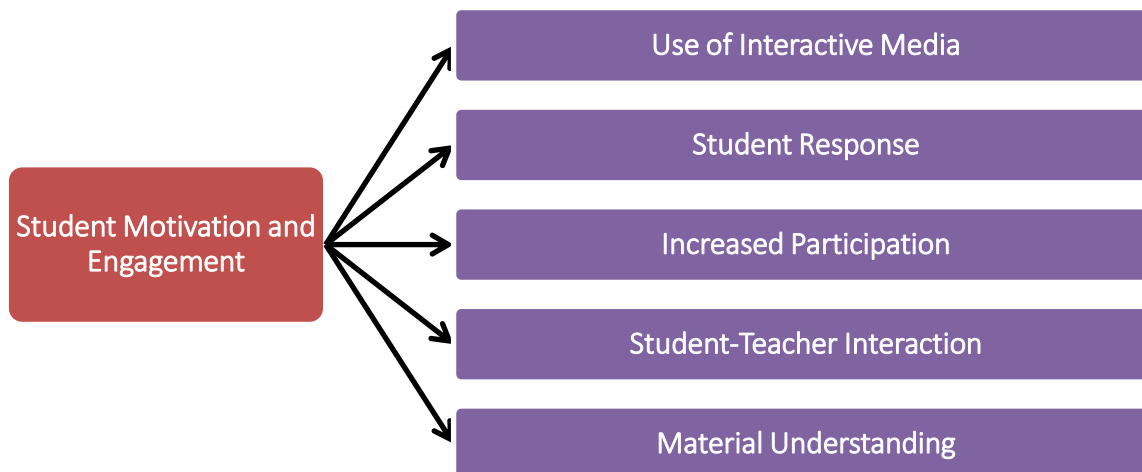 Use of Interactive Media
Student Response
Student Motivation and
Engagement
Increased Participation
Student-Teacher Interaction
Material Understanding